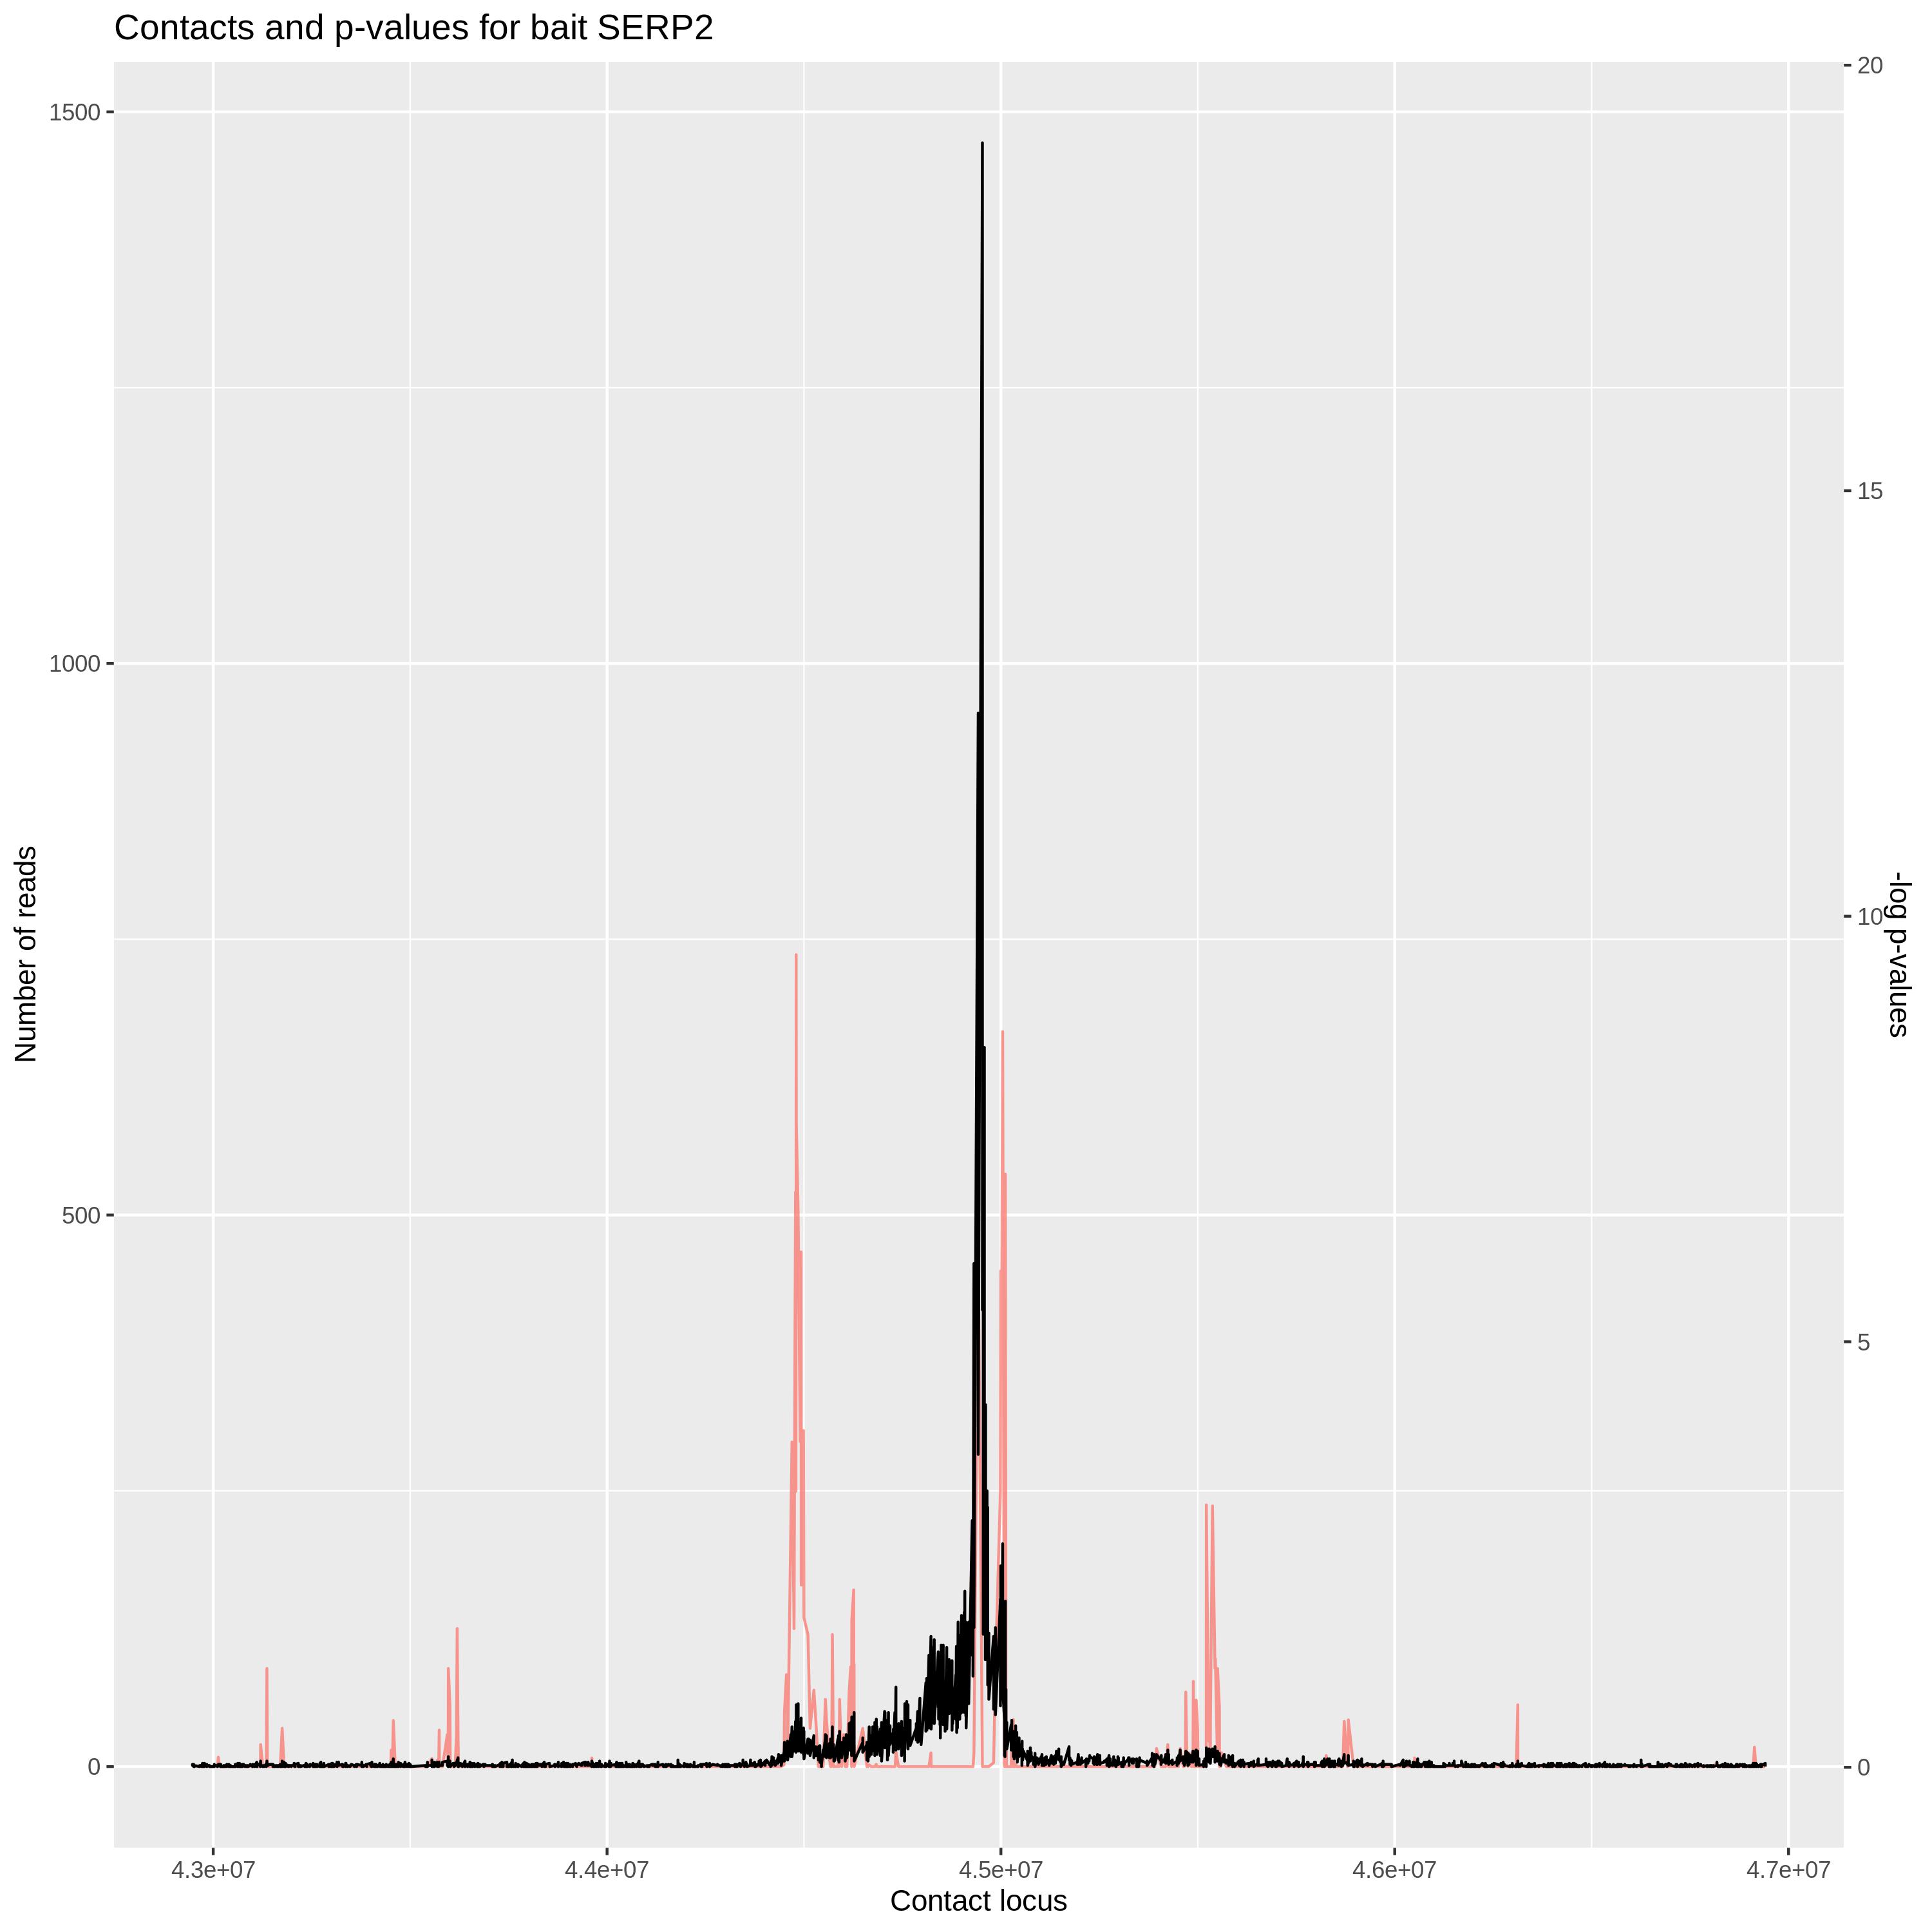 Contacts and p-values for bait SERP2
1500
1000
500
0
Number of reads
20
15
10
5
0
-log p-values
4.3e+07
4.4e+07
4.5e+07
4.6e+07
4.7e+07
Contact locus